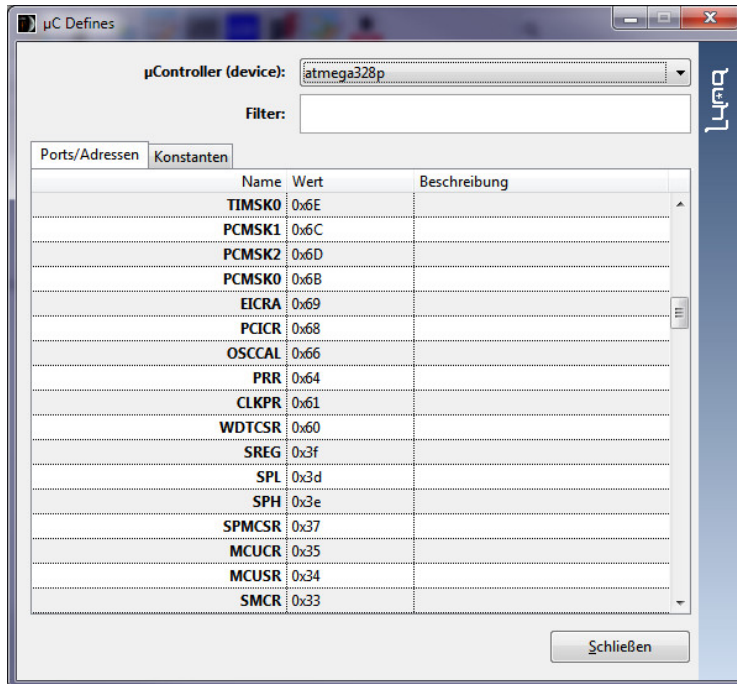 µC Defines
µController (device): atmega328p
Filter:
Ports/Adressen Konstanten
Name Wert Beschreibung
TIMSK0 0x6E
PCMSK1 0x6C
PCMSK2 0x6D
PCMSK0 0x6B
EICRA 0x69
PCICR 0x68
OSCCAL 0x66
PRR 0x64
CLKPR 0x61
WDTCSR 0x60
SREG 0x3f
SPL 0x3d
SPH 0x3e
SPMCSR 0x37
MCUCR 0x35
MCUSR 0x34
SMCR 0x33
Schließen